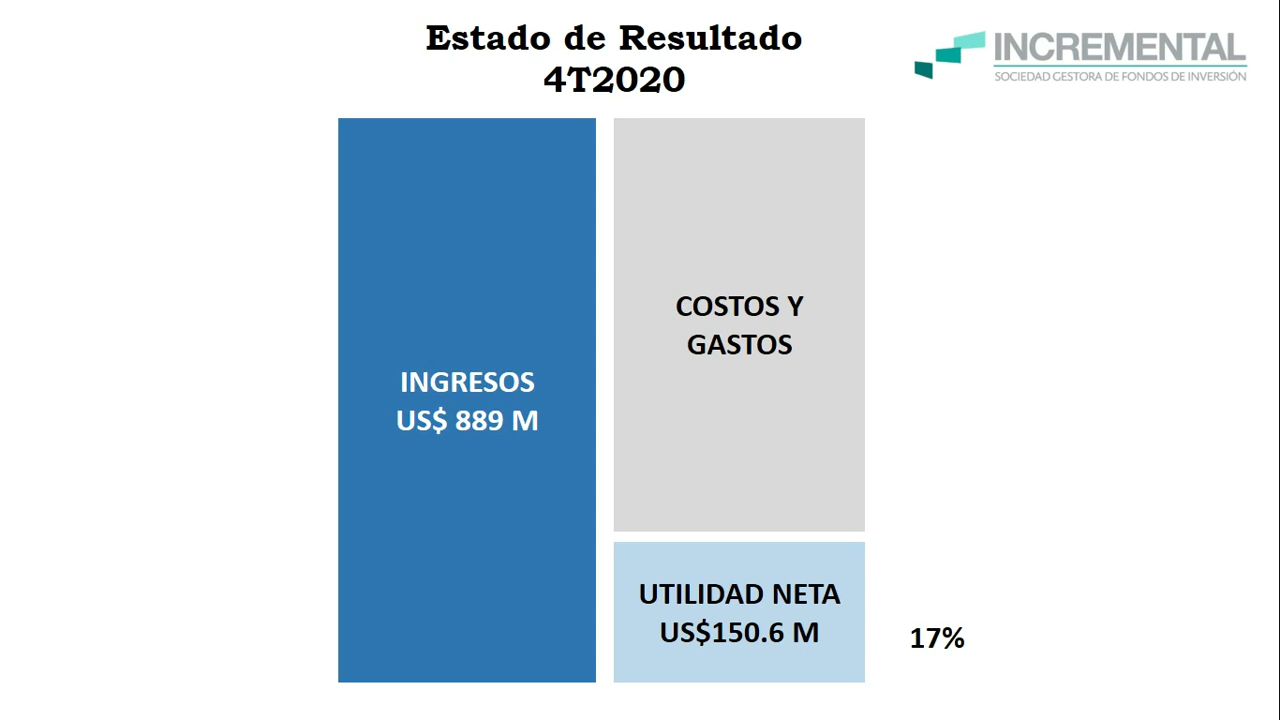 Estado de Resultado
4T2020
INCREMENTAL
SOCIEDAD GESTORA DE FONDOS DE INVERSIÓN
INGRESOS
US$ 889 M
COSTOS Y
GASTOS
UTILIDAD NETA
US$150.6 M
17%